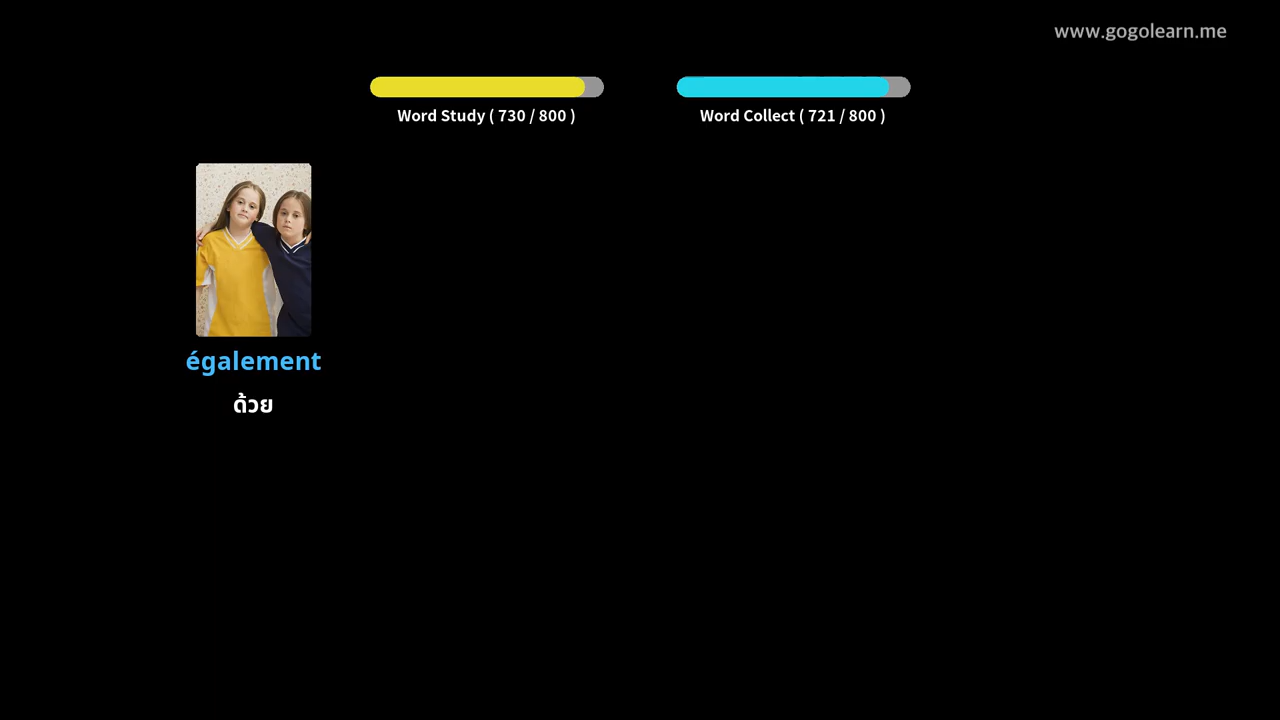 www.gogolearn.me
Word Study ( 730 / 800 )
Word Collect ( 721 / 800 )
également
ด้วย